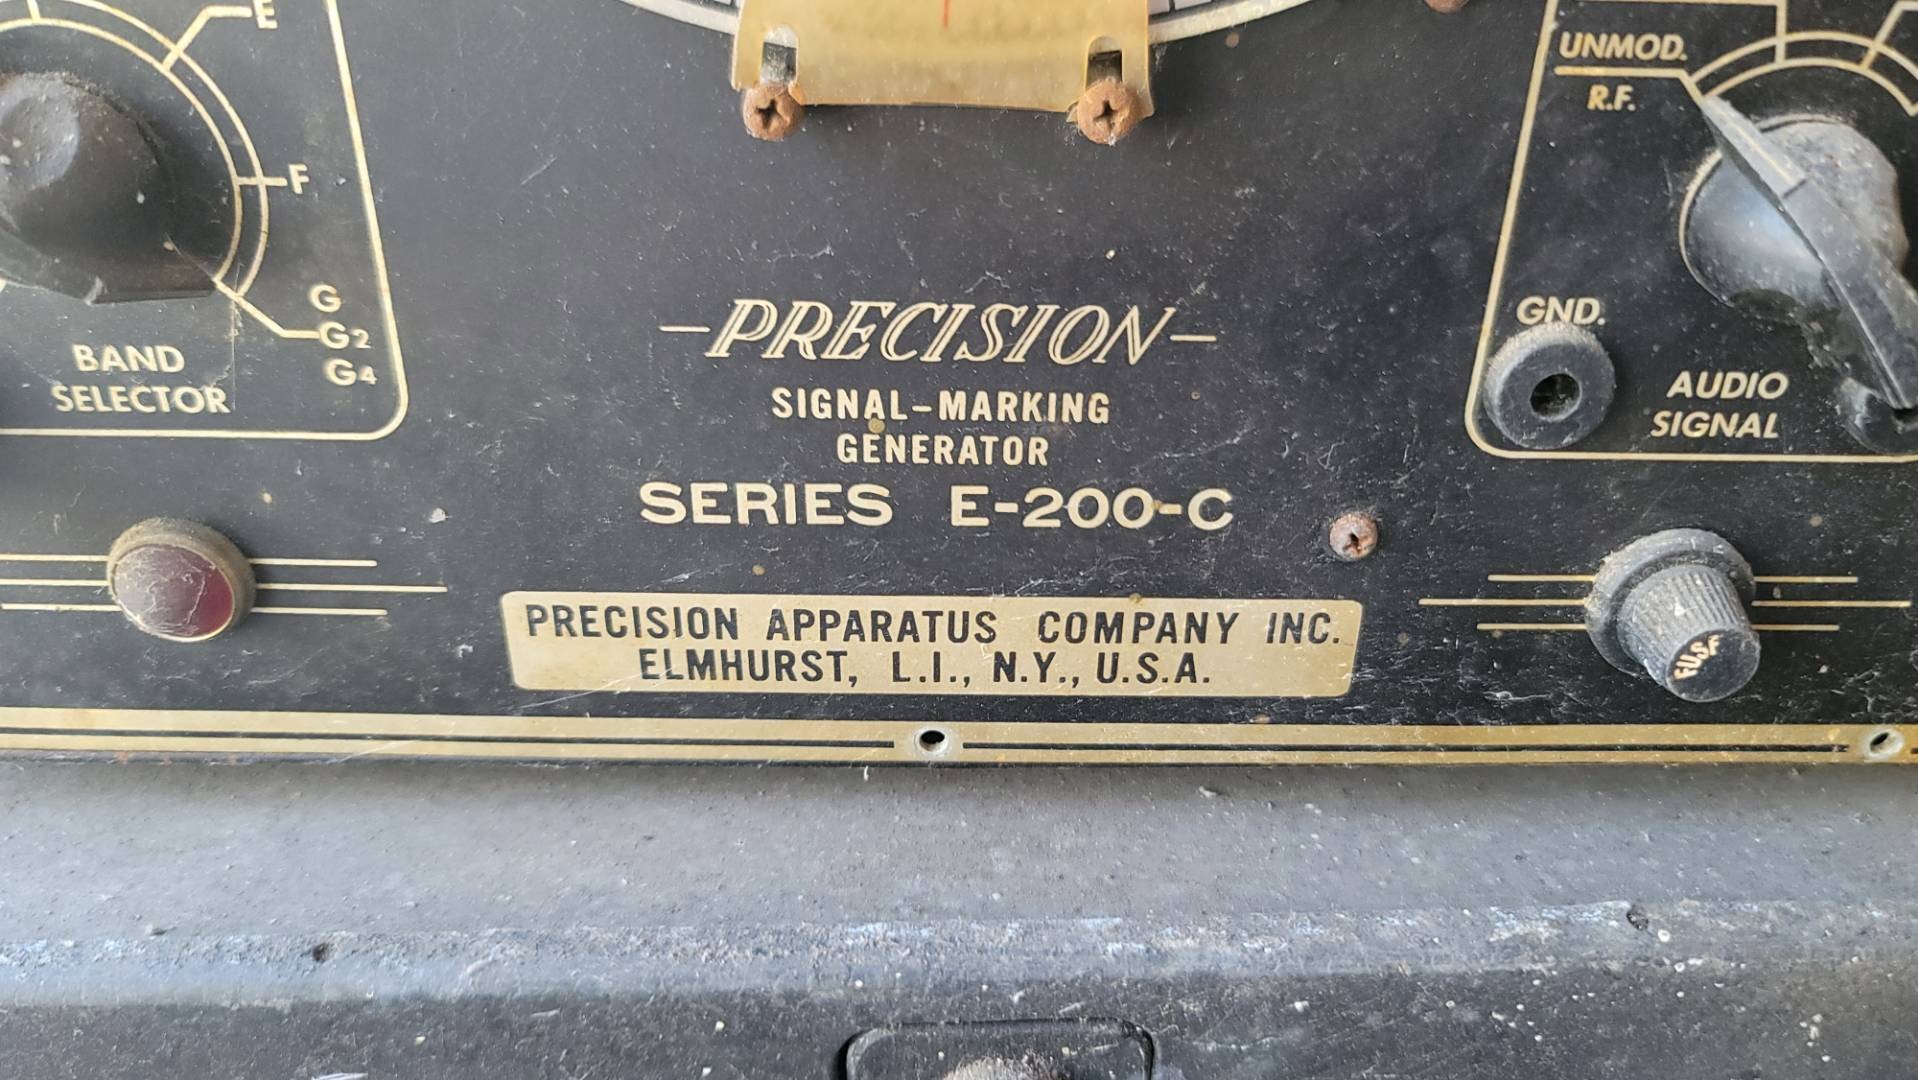 E
F
G
G2
G4
BAND
SELECTOR
UNMOD.
R.F.
GND.
AUDIO
SIGNAL
-PRECISION-
SIGNAL-MARKING
GENERATOR
SERIES E-200-C
PRECISION APPARATUS COMPANY INC.
ELMHURST, L.I., N.Y., U.S.A.
FUSE